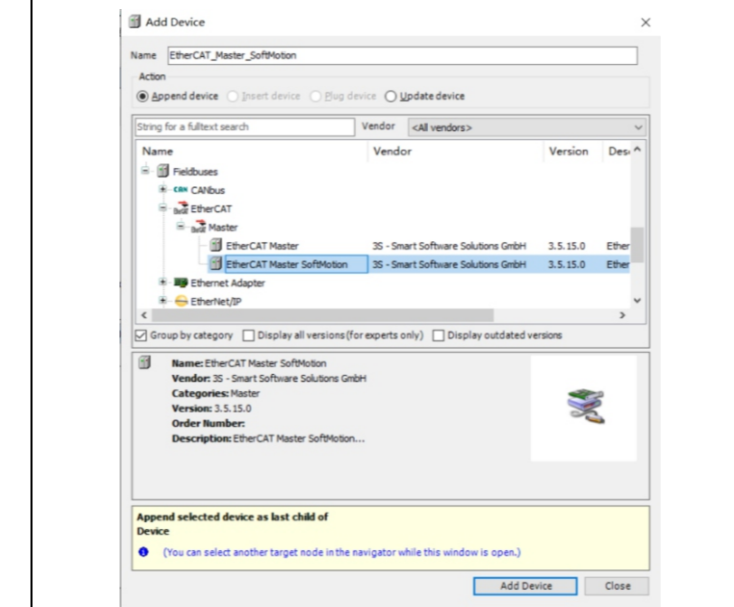 Add Device
Name EtherCAT_Master_SoftMotion
Action
Append device Insert device Plug device Update device
String for a fulltext search Vendor <All vendors>
Name Vendor Version Des
Fieldbuses
CAN CANbus
EtherCAT
Master
EtherCAT Master 3S - Smart Software Solutions GmbH 3.5.15.0 Ether
EtherCAT Master SoftMotion 3S - Smart Software Solutions GmbH 3.5.15.0 Ether
Ethernet Adapter
EtherNet/IP
Group by category Display all versions (for experts only) Display outdated versions
Name: EtherCAT Master SoftMotion
Vendor: 3S - Smart Software Solutions GmbH
Categories: Master
Version: 3.5.15.0
Order Number:
Description: EtherCAT Master SoftMotion...
Append selected device as last child of
Device
(You can select another target node in the navigator while this window is open.)
Add Device Close